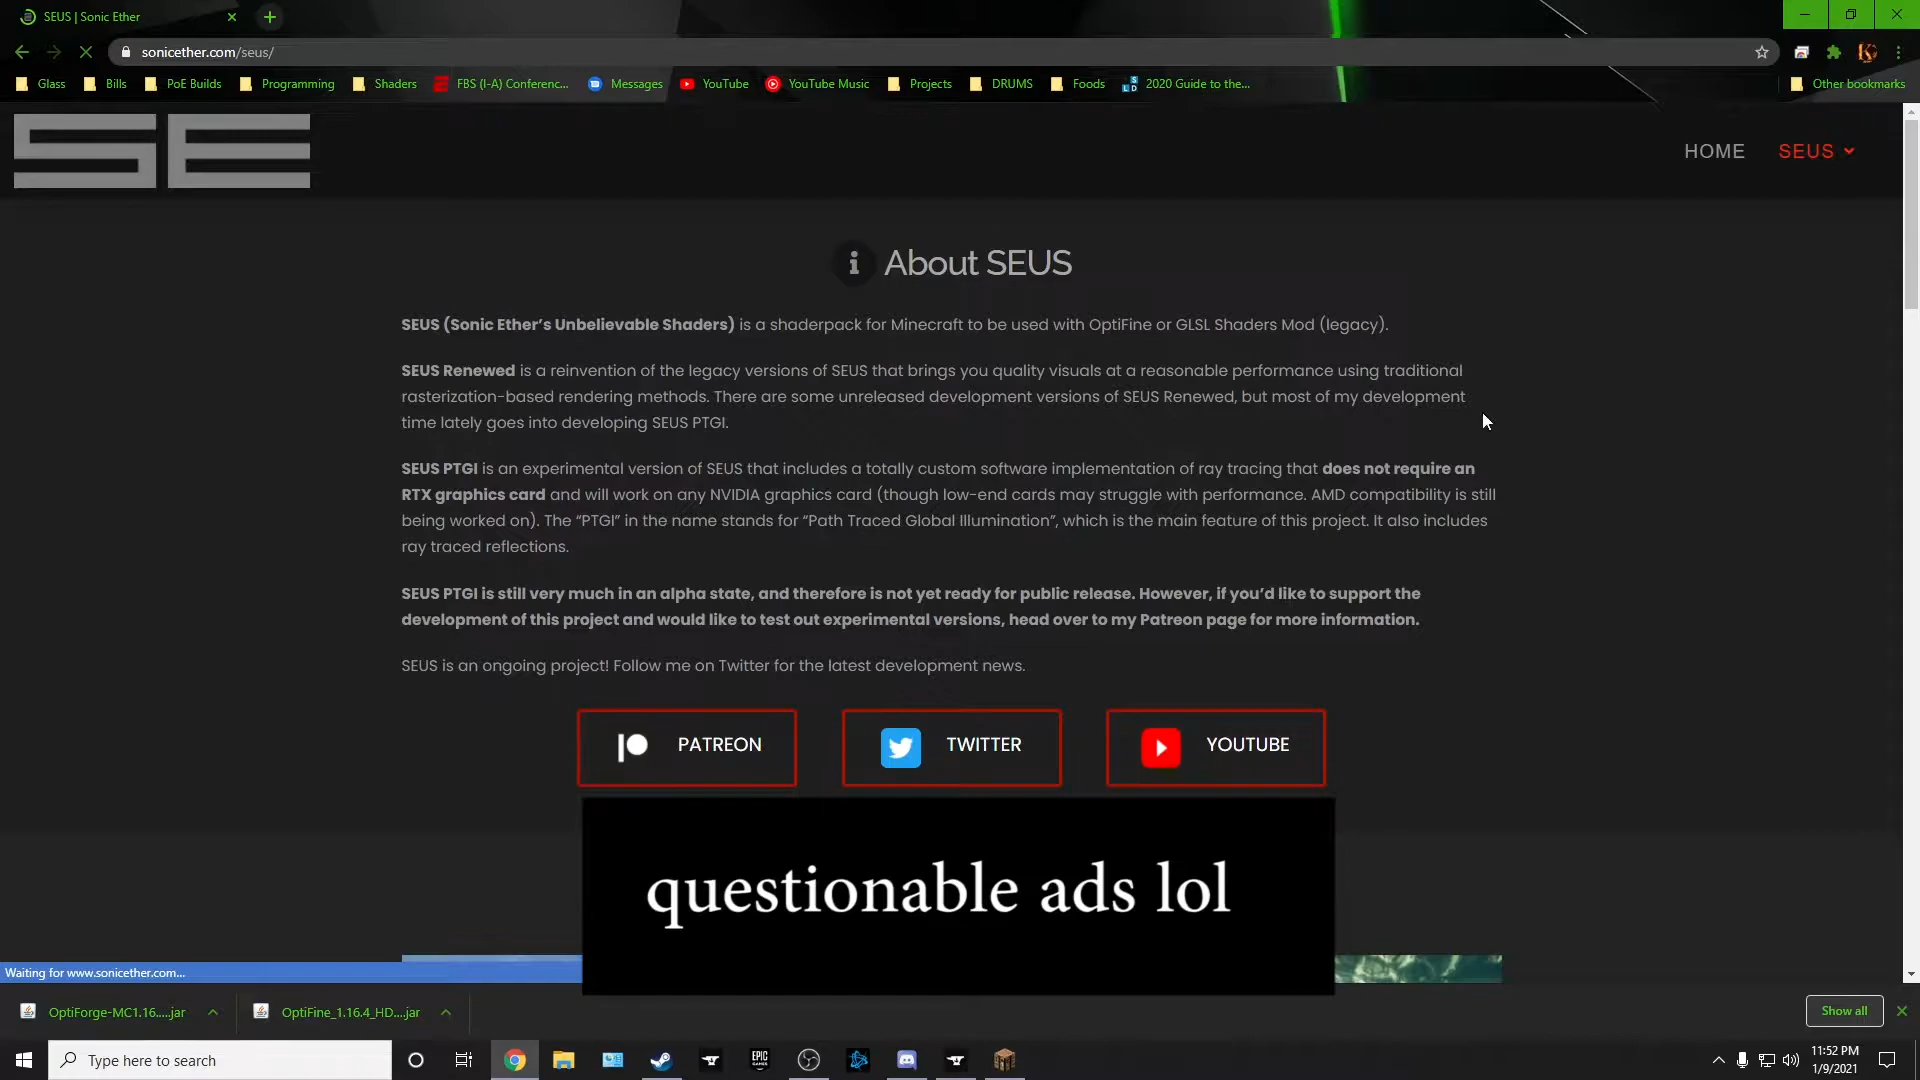 SEUS | Sonic Ether
sonicether.com/seus/
Glass Bills PoE Builds Programming Shaders FBS (I-A) Conferenc... Messages YouTube YouTube Music Projects DRUMS Foods 2020 Guide to the... Other bookmarks
SE
HOME SEUS
About SEUS
SEUS (Sonic Ether’s Unbelievable Shaders) is a shaderpack for Minecraft to be used with OptiFine or GLSL Shaders Mod (legacy).
SEUS Renewed is a reinvention of the legacy versions of SEUS that brings you quality visuals at a reasonable performance using traditional
rasterization-based rendering methods. There are some unreleased development versions of SEUS Renewed, but most of my development
time lately goes into developing SEUS PTGI.
SEUS PTGI is an experimental version of SEUS that includes a totally custom software implementation of ray tracing that does not require an
RTX graphics card and will work on any NVIDIA graphics card (though low-end cards may struggle with performance. AMD compatibility is still
being worked on). The “PTGI” in the name stands for “Path Traced Global Illumination”, which is the main feature of this project. It also includes
ray traced reflections.
SEUS PTGI is still very much in an alpha state, and therefore is not yet ready for public release. However, if you’d like to support the
development of this project and would like to test out experimental versions, head over to my Patreon page for more information.
SEUS is an ongoing project! Follow me on Twitter for the latest development news.
PATREON TWITTER YOUTUBE
questionable ads lol
Waiting for www.sonicether.com...
OptiForge-MC1.16.....jar OptiFine_1.16.4_HD....jar Show all
Type here to search
EPIC GAMES
11:52 PM
1/9/2021